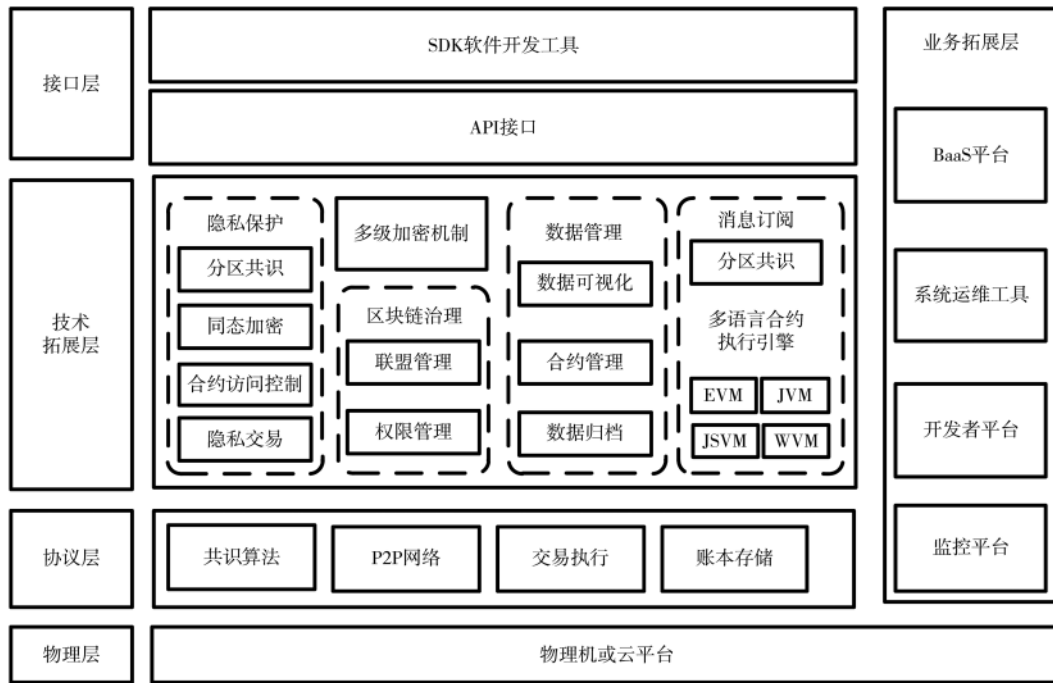 接口层
SDK软件开发工具
API接口
技术
拓展层
隐私保护
分区共识
同态加密
合约访问控制
隐私交易
多级加密机制
区块链治理
联盟管理
权限管理
数据管理
数据可视化
合约管理
数据归档
消息订阅
分区共识
多语言合约
执行引擎
EVM
JVM
JSVM
WVM
协议层
共识算法
P2P网络
交易执行
账本存储
物理层
物理机或云平台
业务拓展层
BaaS平台
系统运维工具
开发者平台
监控平台